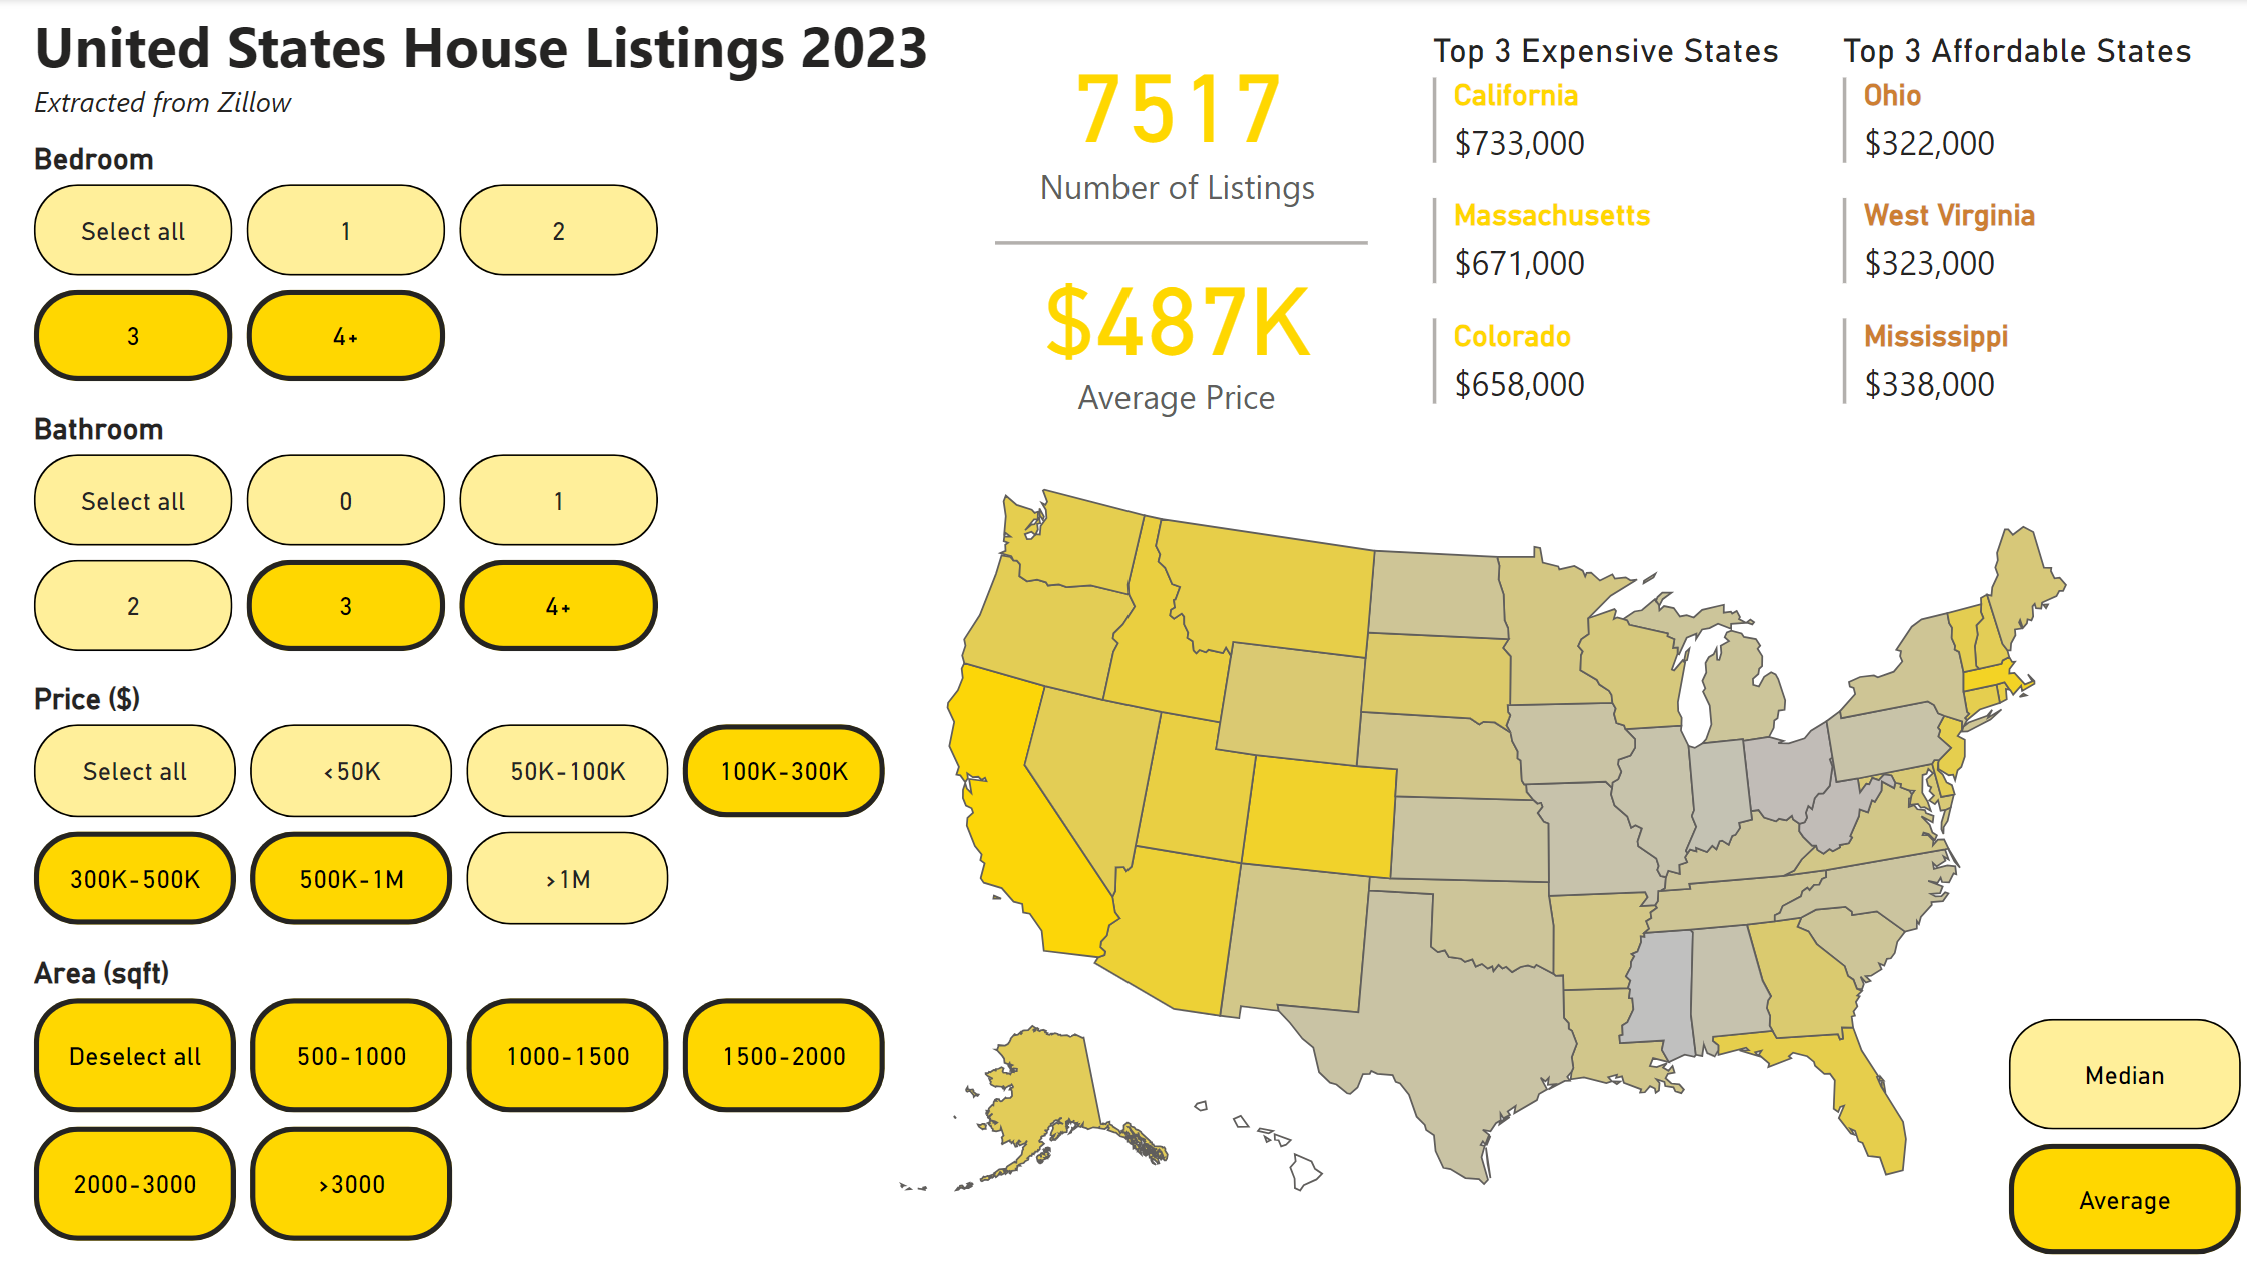 United States House Listings 2023
Extracted from Zillow
Bedroom
Select all
1
2
3
4+
Bathroom
Select all
0
1
2
3
4+
Price ($)
Select all
<50K
50K-100K
100K-300K
300K-500K
500K-1M
>1M
Area (sqft)
Deselect all
500-1000
1000-1500
1500-2000
2000-3000
>3000
7517
Number of Listings
$487K
Average Price
Top 3 Expensive States
California
$733,000
Massachusetts
$671,000
Colorado
$658,000
Top 3 Affordable States
Ohio
$322,000
West Virginia
$323,000
Mississippi
$338,000
Median
Average